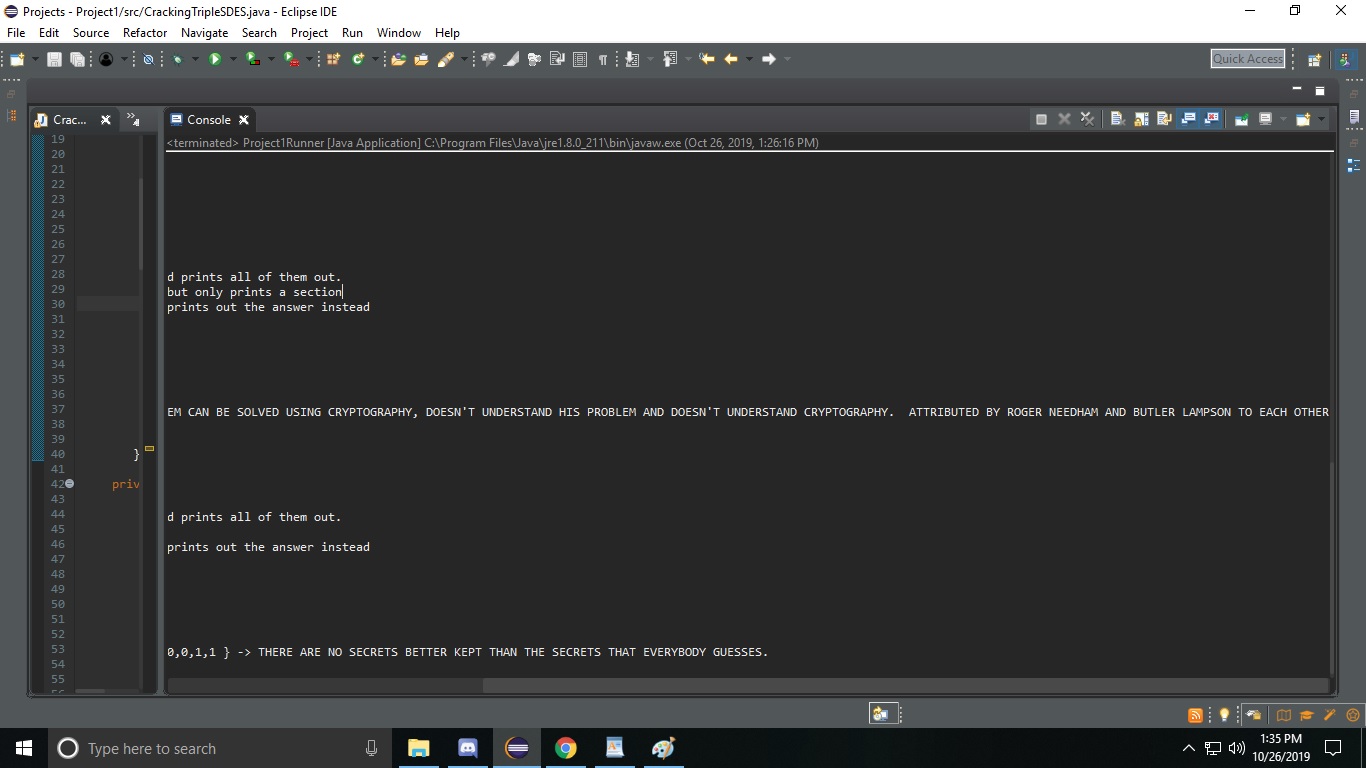 Projects - Project1/src/CrackingTripleSDES.java - Eclipse IDE
File Edit Source Refactor Navigate Search Project Run Window Help
Quick Access
Crac... 4 Console
<terminated> Project1Runner [Java Application] C:\Program Files\Java\jre1.8.0_211\bin\javaw.exe (Oct 26, 2019, 1:26:16 PM)
19
20
21
22
23
24
25
26
27
28 d prints all of them out.
29 but only prints a section
30 prints out the answer instead
31
32
33
34
35
36
37 EM CAN BE SOLVED USING CRYPTOGRAPHY, DOESN'T UNDERSTAND HIS PROBLEM AND DOESN'T UNDERSTAND CRYPTOGRAPHY.  ATTRIBUTED BY ROGER NEEDHAM AND BUTLER LAMPSON TO EACH OTHER
38
39
40 }
41
42 priv
43
44 d prints all of them out.
45
46 prints out the answer instead
47
48
49
50
51
52
53 0,0,1,1 } -> THERE ARE NO SECRETS BETTER KEPT THAN THE SECRETS THAT EVERYBODY GUESSES.
54
55
Type here to search
1:35 PM
10/26/2019